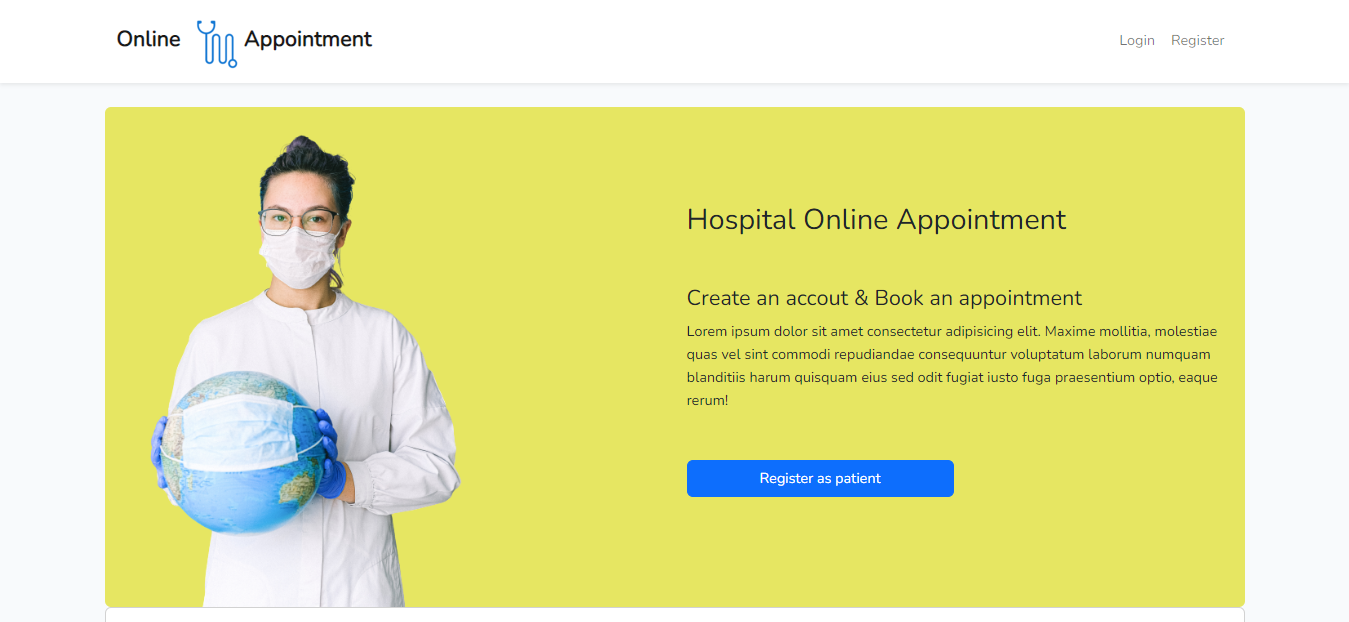 Online Appointment
Login Register
Hospital Online Appointment
Create an accout & Book an appointment
Lorem ipsum dolor sit amet consectetur adipisicing elit. Maxime mollitia, molestiae
quas vel sint commodi repudiandae consequuntur voluptatum laborum numquam
blanditiis harum quisquam eius sed odit fugiat iusto fuga praesentium optio, eaque
rerum!
Register as patient